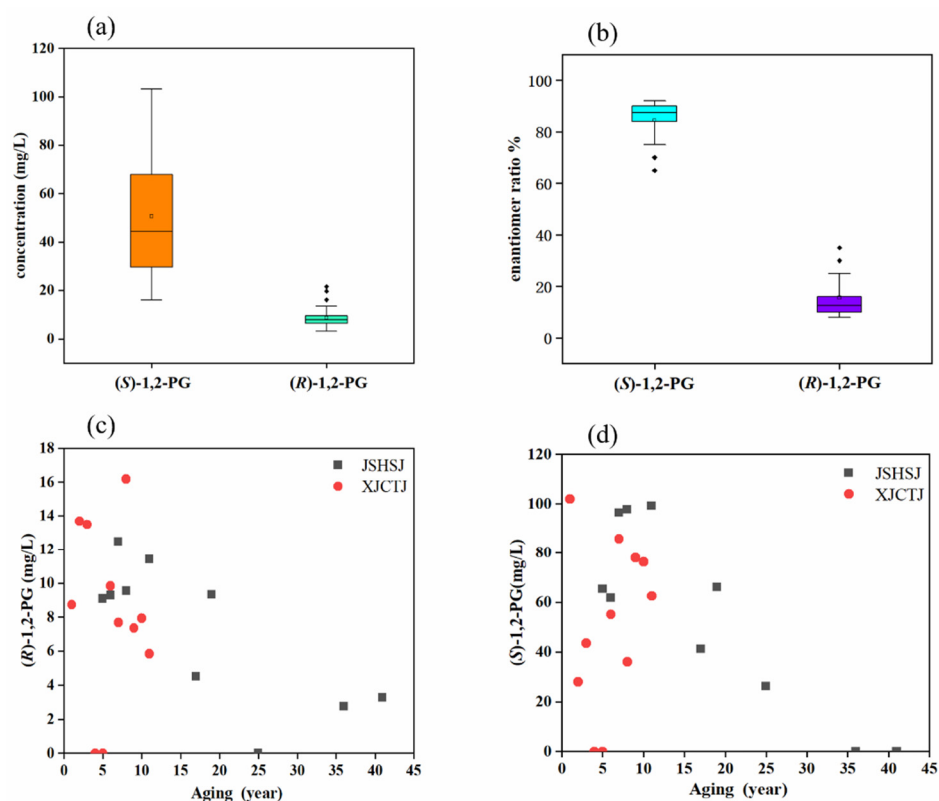 (a)
120
100
80
60
40
20
0
concentration (mg/L)
(S)-1,2-PG
(R)-1,2-PG
(b)
100
80
60
40
20
0
enantiomer ratio %
(S)-1,2-PG
(R)-1,2-PG
(c)
18
16
14
12
10
8
6
4
2
0
(R)-1,2-PG (mg/L)
JSHSJ
XJCTJ
0 5 10 15 20 25 30 35 40 45
Aging (year)
(d)
120
100
80
60
40
20
0
(S)-1,2-PG(mg/L)
JSHSJ
XJCTJ
0 5 10 15 20 25 30 35 40 45
Aging (year)